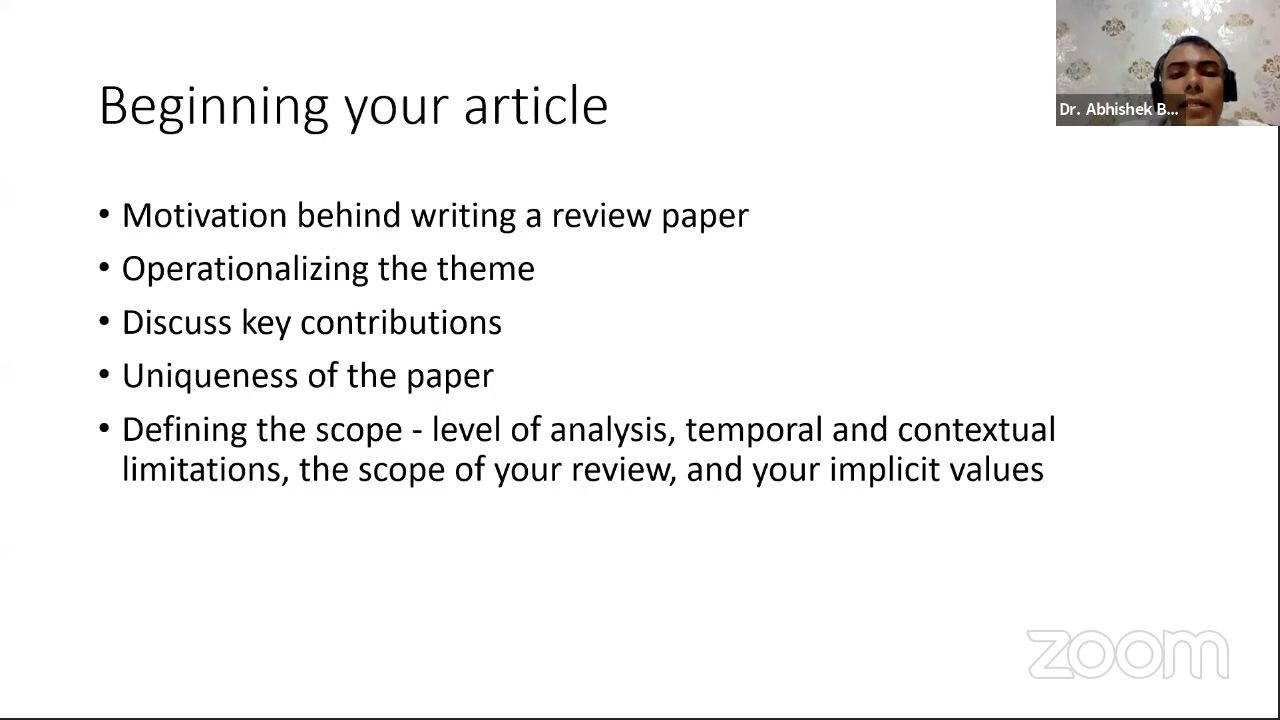 Beginning your article
Dr. Abhishek B...
• Motivation behind writing a review paper
• Operationalizing the theme
• Discuss key contributions
• Uniqueness of the paper
• Defining the scope - level of analysis, temporal and contextual
limitations, the scope of your review, and your implicit values
zoom